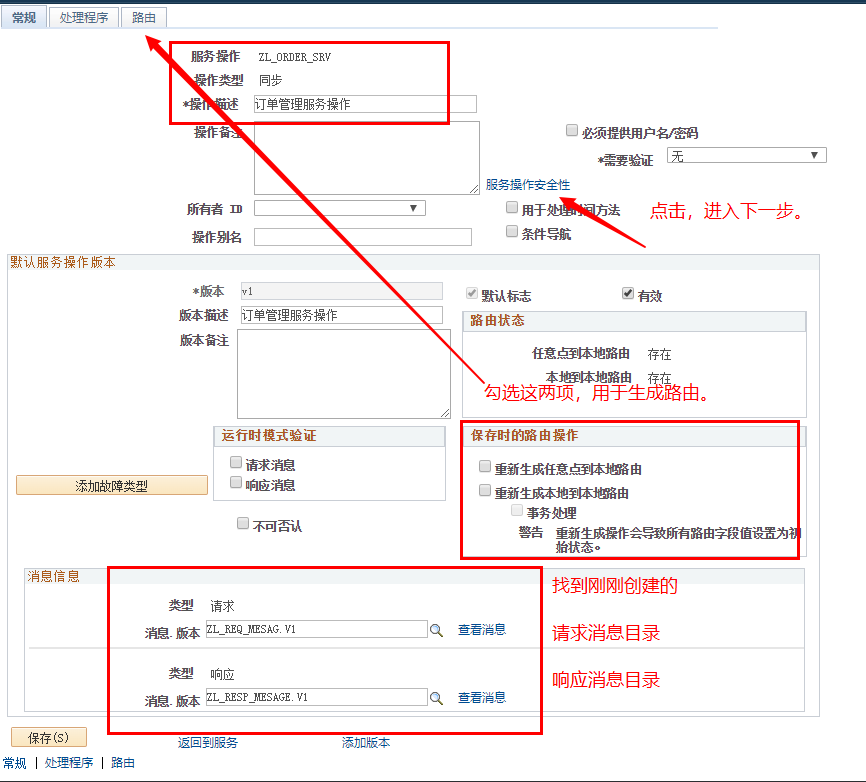 常规 处理程序 路由
服务操作 ZL_ORDER_SRV
操作类型 同步
*操作描述 订单管理服务操作
操作备注
必须提供用户名/密码
*需要验证 无
服务操作安全性
所有者 ID
用于处理时间方法
点击，进入下一步。
操作别名
条件导航
默认服务操作版本
*版本 v1
默认标志 有效
版本描述 订单管理服务操作
路由状态
版本备注
任意点到本地路由 存在
本地到本地路由 存在
勾选这两项，用于生成路由。
运行时模式验证
保存时的路由操作
请求消息
重新生成任意点到本地路由
添加故障类型
响应消息
重新生成本地到本地路由
事务处理
不可否认
警告 重新生成操作会导致所有路由字段值设置为初
始状态。
消息信息
找到刚刚创建的
类型 请求
消息.版本 ZL_REQ_MESAG.V1 查看消息
请求消息目录
类型 响应
响应消息目录
消息.版本 ZL_RESP_MESAGE.V1 查看消息
保存(S)
返回到服务 添加版本
常规 | 处理程序 | 路由